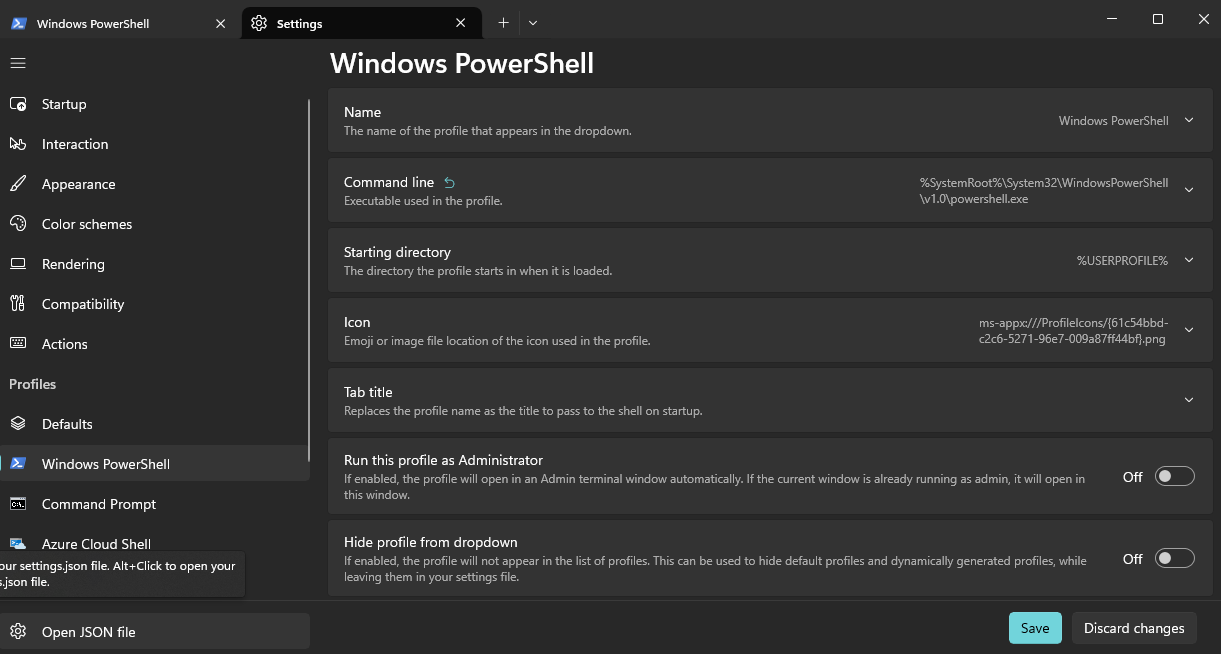 Windows PowerShell
Settings
Windows PowerShell
Startup
Interaction
Appearance
Color schemes
Rendering
Compatibility
Actions
Profiles
Defaults
Windows PowerShell
Command Prompt
Azure Cloud Shell
our settings.json file. Alt+Click to open your
s.json file.
Open JSON file
Name
The name of the profile that appears in the dropdown.
Windows PowerShell
Command line
Executable used in the profile.
%SystemRoot%\System32\WindowsPowerShell
\v1.0\powershell.exe
Starting directory
The directory the profile starts in when it is loaded.
%USERPROFILE%
Icon
Emoji or image file location of the icon used in the profile.
ms-appx:///ProfileIcons/{61c54bbd-
c2c6-5271-96e7-009a87ff44bf}.png
Tab title
Replaces the profile name as the title to pass to the shell on startup.
Run this profile as Administrator
If enabled, the profile will open in an Admin terminal window automatically. If the current window is already running as admin, it will open in
this window.
Off
Hide profile from dropdown
If enabled, the profile will not appear in the list of profiles. This can be used to hide default profiles and dynamically generated profiles, while
leaving them in your settings file.
Off
Save
Discard changes